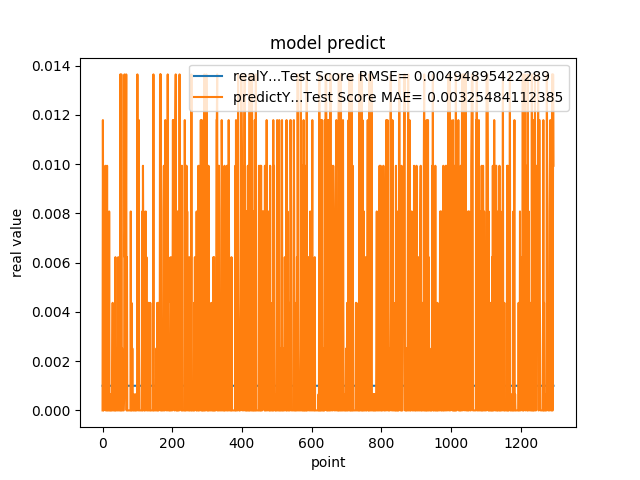 model predict
realY...Test Score RMSE= 0.00494895422289
predictY...Test Score MAE= 0.00325484112385
0.014
0.012
0.010
0.008
0.006
0.004
0.002
0.000
real value
0 200 400 600 800 1000 1200
point